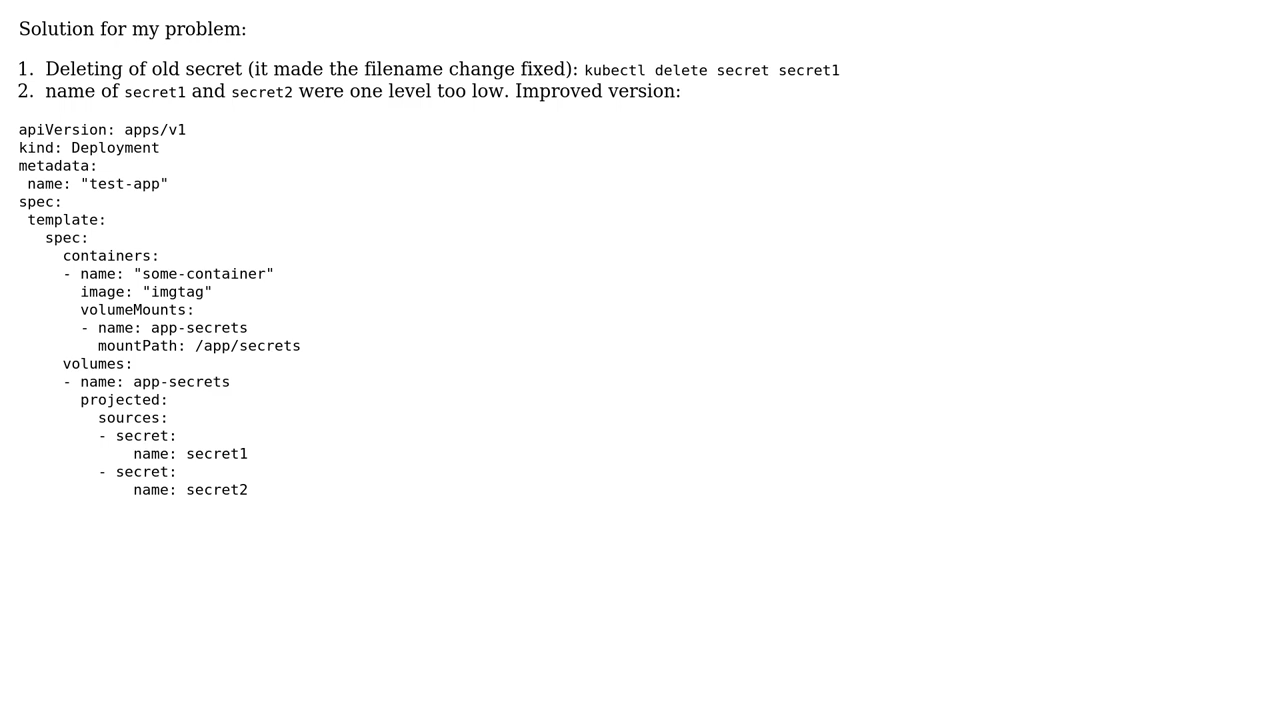 Solution for my problem:
1. Deleting of old secret (it made the filename change fixed): kubectl delete secret secret1
2. name of secret1 and secret2 were one level too low. Improved version:
apiVersion: apps/v1
kind: Deployment
metadata:
 name: "test-app"
spec:
 template:
   spec:
     containers:
     - name: "some-container"
       image: "imgtag"
       volumeMounts:
       - name: app-secrets
         mountPath: /app/secrets
     volumes:
     - name: app-secrets
       projected:
         sources:
         - secret:
             name: secret1
         - secret:
             name: secret2